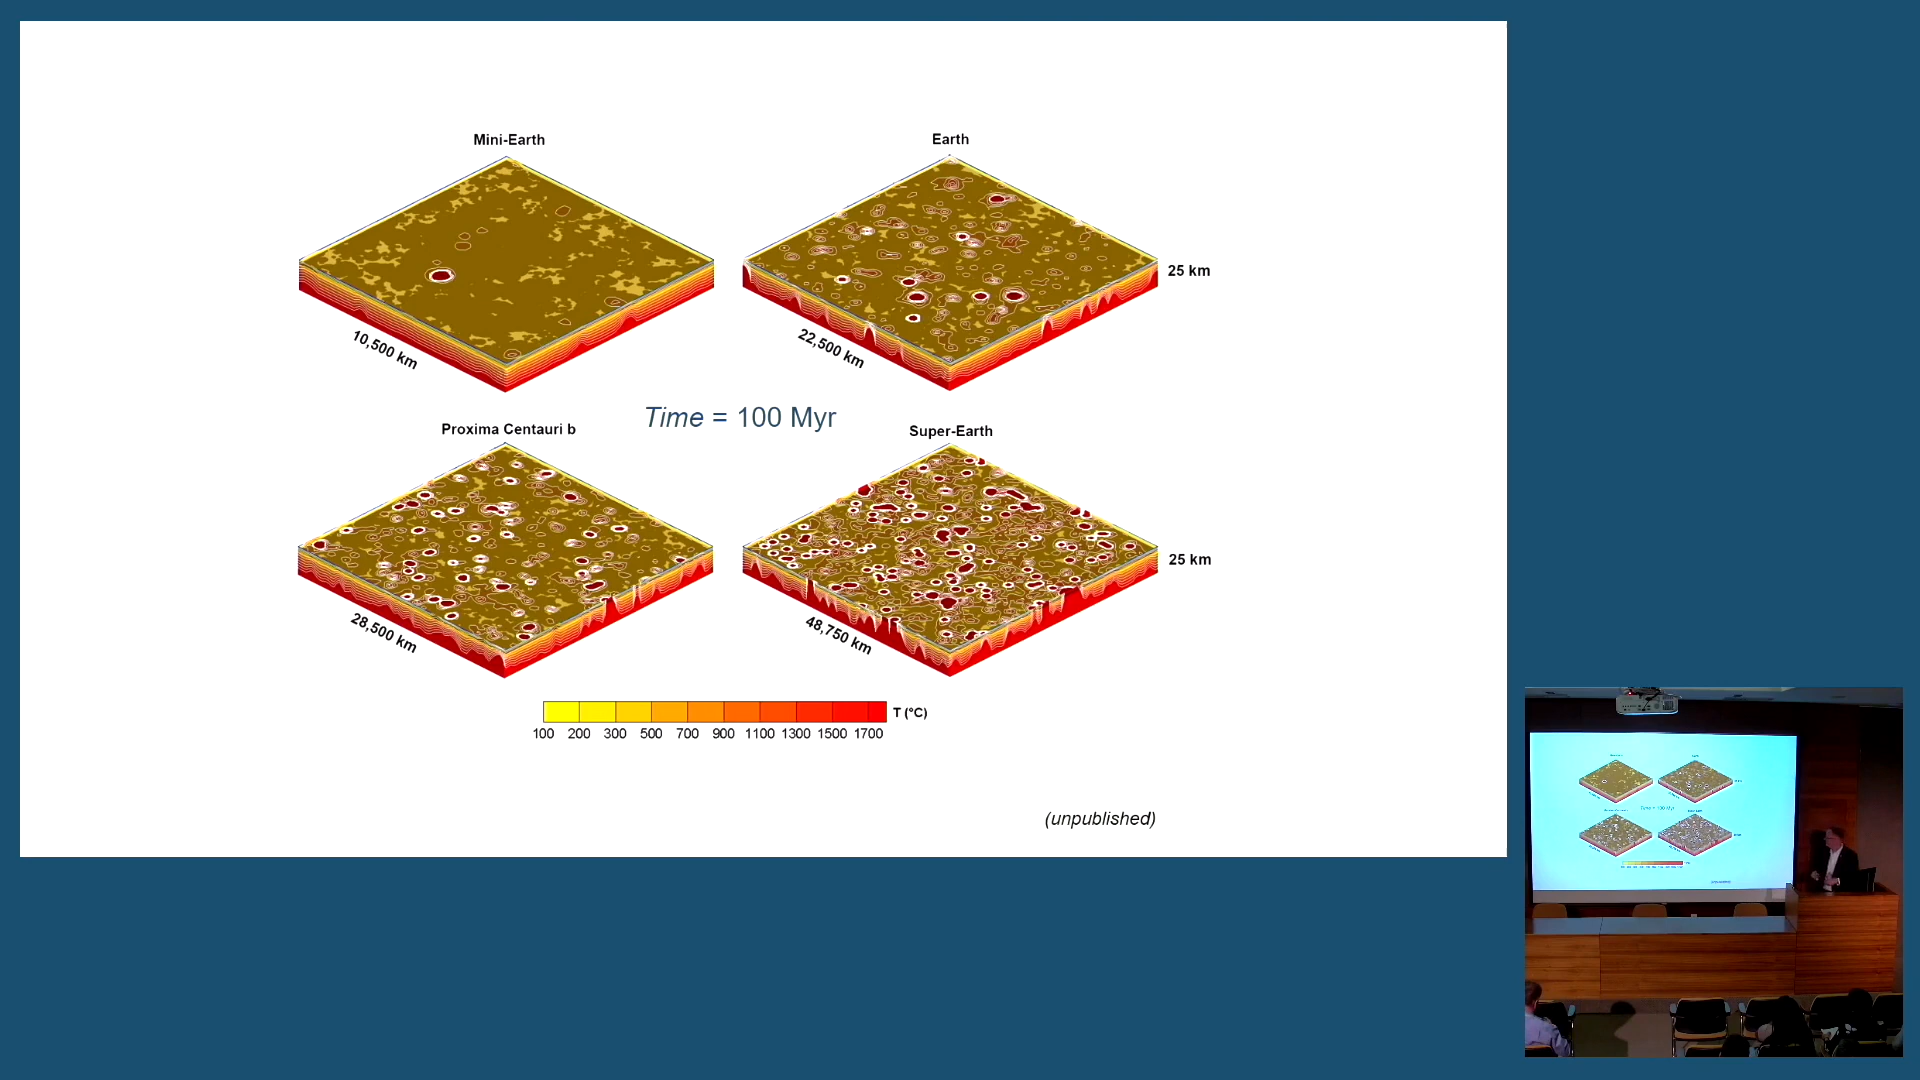 Mini-Earth
Earth
25 km
10,500 km
22,500 km
Time = 100 Myr
Proxima Centauri b
Super-Earth
25 km
28,500 km
48,750 km
T (°C)
100 200 300 500 700 900 1100 1300 1500 1700
(unpublished)